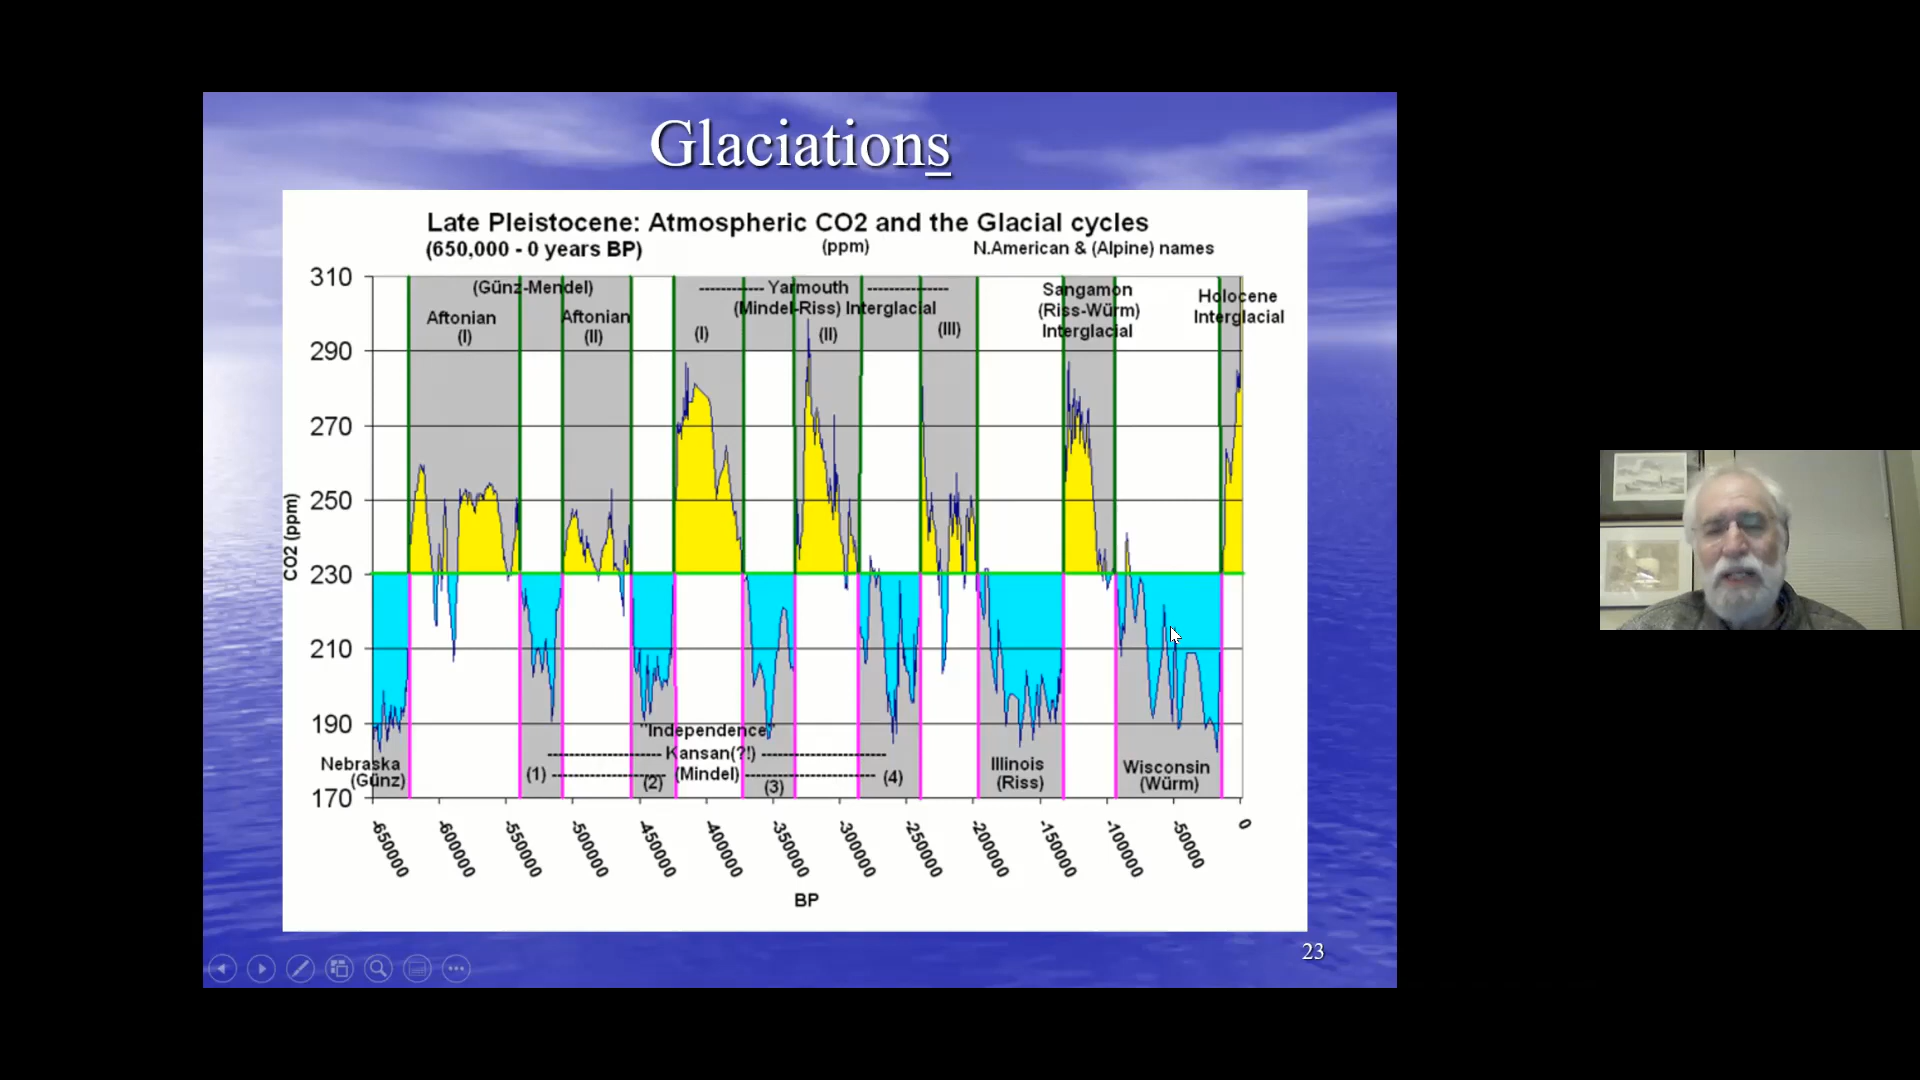 Glaciations
Late Pleistocene: Atmospheric CO2 and the Glacial cycles
(650,000 - 0 years BP)
(ppm)
N.American & (Alpine) names
310
290
270
250
230
210
190
170
CO2 (ppm)
(Günz-Mendel)
Aftonian
(I)
Aftonian
(II)
------------ Yarmouth ---------------
(Mindel-Riss) Interglacial
(I)
(II)
(III)
Sangamon
(Riss-Würm)
Interglacial
Holocene
Interglacial
Nebraska
(Günz)
"Independence"
---------------- Kansan(?!) -----------------
(1) ---------------- (Mindel) ------------------
(2)
(3)
(4)
Illinois
(Riss)
Wisconsin
(Würm)
-650000
-600000
-550000
-500000
-450000
-400000
-350000
-300000
-250000
-200000
-150000
-100000
-50000
0
BP
23